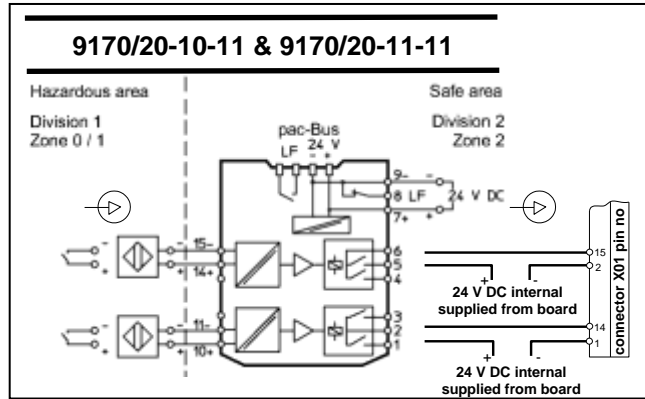 9170/20-10-11 & 9170/20-11-11
Hazardous area
Safe area
Division 1
Zone 0 / 1
Division 2
Zone 2
pac-Bus
LF 24 V
- +
9- -
8 LF 24 V DC
7+ +
- - 15-
+ + 14+
6
5
4
15
2
+ -
24 V DC internal
supplied from board
- - 11-
+ + 10+
3
2
1
14
1
+ -
24 V DC internal
supplied from board
connector X01 pin no